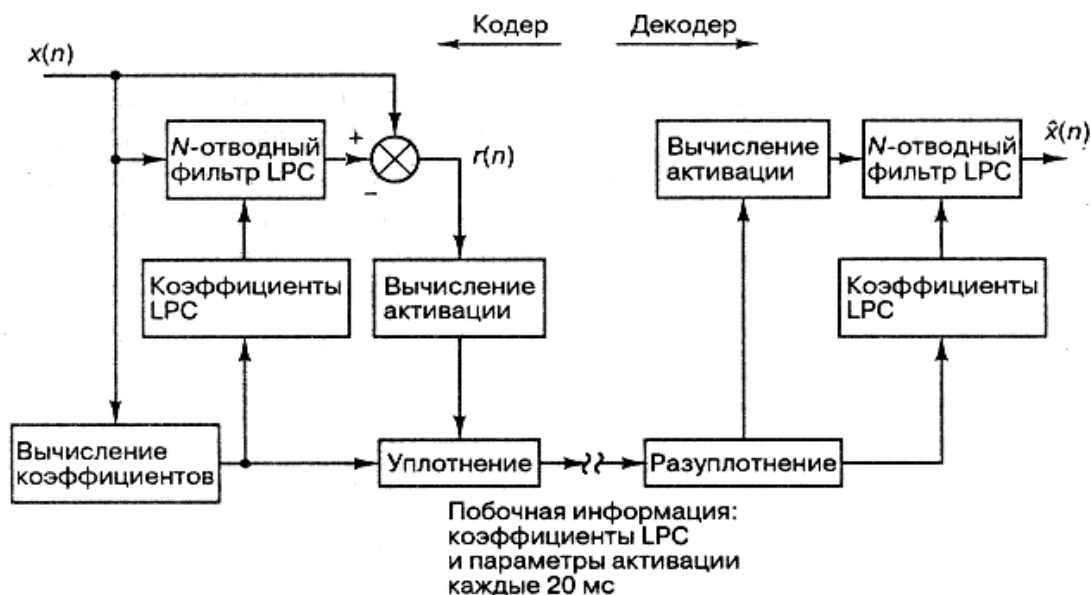 Кодер
Декодер
x(n)
N-отводный
фильтр LPC
+
−
r(n)
Вычисление
активации
N-отводный
фильтр LPC
x̂(n)
Коэффициенты
LPC
Вычисление
активации
Коэффициенты
LPC
Вычисление
коэффициентов
Уплотнение
Разуплотнение
Побочная информация:
коэффициенты LPC
и параметры активации
каждые 20 мс